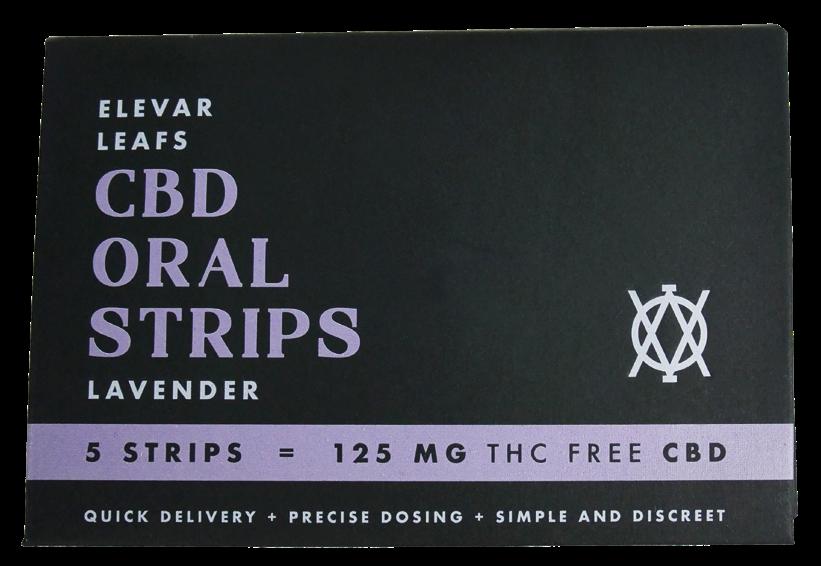 ELEVAR
LEAFS
CBD
ORAL
STRIPS
LAVENDER
5 STRIPS = 125 MG THC FREE CBD
QUICK DELIVERY + PRECISE DOSING + SIMPLE AND DISCREET